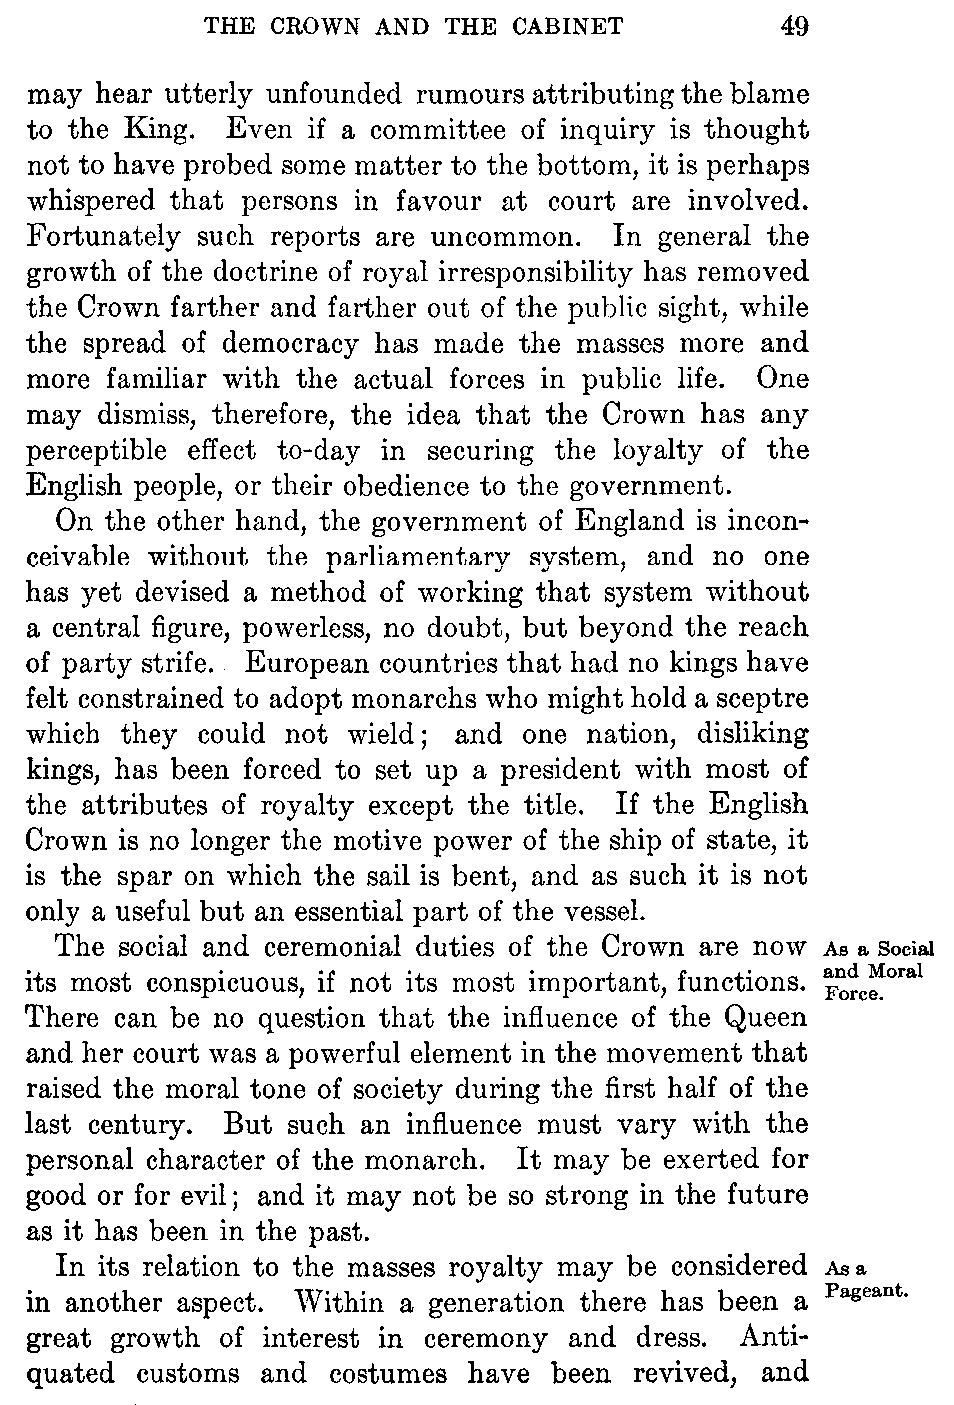 THE CROWN AND THE CABINET 49
may hear utterly unfounded rumours attributing the blame
to the King. Even if a committee of inquiry is thought
not to have probed some matter to the bottom, it is perhaps
whispered that persons in favour at court are involved.
Fortunately such reports are uncommon. In general the
growth of the doctrine of royal irresponsibility has removed
the Crown farther and farther out of the public sight, while
the spread of democracy has made the masses more and
more familiar with the actual forces in public life. One
may dismiss, therefore, the idea that the Crown has any
perceptible effect to-day in securing the loyalty of the
English people, or their obedience to the government.
On the other hand, the government of England is incon-
ceivable without the parliamentary system, and no one
has yet devised a method of working that system without
a central figure, powerless, no doubt, but beyond the reach
of party strife. European countries that had no kings have
felt constrained to adopt monarchs who might hold a sceptre
which they could not wield; and one nation, disliking
kings, has been forced to set up a president with most of
the attributes of royalty except the title. If the English
Crown is no longer the motive power of the ship of state, it
is the spar on which the sail is bent, and as such it is not
only a useful but an essential part of the vessel.
The social and ceremonial duties of the Crown are now
its most conspicuous, if not its most important, functions.
There can be no question that the influence of the Queen
and her court was a powerful element in the movement that
raised the moral tone of society during the first half of the
last century. But such an influence must vary with the
personal character of the monarch. It may be exerted for
good or for evil; and it may not be so strong in the future
as it has been in the past.
As a Social
and Moral
Force.
In its relation to the masses royalty may be considered
in another aspect. Within a generation there has been a
great growth of interest in ceremony and dress. Anti-
quated customs and costumes have been revived, and
As a
Pageant.